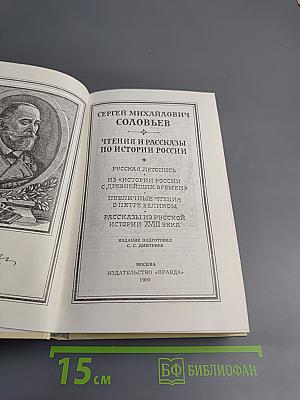 СЕРГЕЙ МИХАЙЛОВИЧ
СОЛОВЬЕВ
ЧТЕНИЯ И РАССКАЗЫ
ПО ИСТОРИИ РОССИИ
РУССКАЯ ЛЕТОПИСЬ
ИЗ «ИСТОРИИ РОССИИ
С ДРЕВНЕЙШИХ ВРЕМЕН»
ПУБЛИЧНЫЕ ЧТЕНИЯ
О ПЕТРЕ ВЕЛИКОМ
РАССКАЗЫ ИЗ РУССКОЙ
ИСТОРИИ XVIII ВЕКА
ИЗДАНИЕ ПОДГОТОВИЛ
С. С. ДМИТРИЕВ
МОСКВА
ИЗДАТЕЛЬСТВО «ПРАВДА»
1990
15 см
БФ БИБЛИОФАН